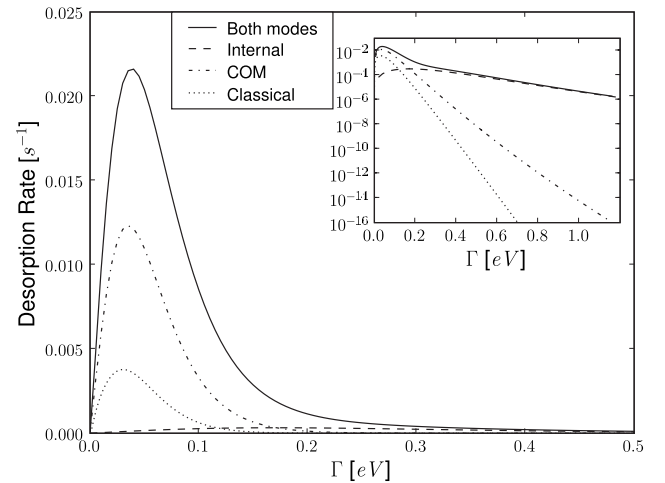 0.025
0.020
0.015
0.010
0.005
0.000
Desorption Rate [s⁻¹]
Both modes
Internal
COM
Classical
10⁻²
10⁻⁴
10⁻⁶
10⁻⁸
10⁻¹⁰
10⁻¹²
10⁻¹⁴
10⁻¹⁶
0.0 0.2 0.4 0.6 0.8 1.0
Γ [eV]
0.0 0.1 0.2 0.3 0.4 0.5
Γ [eV]